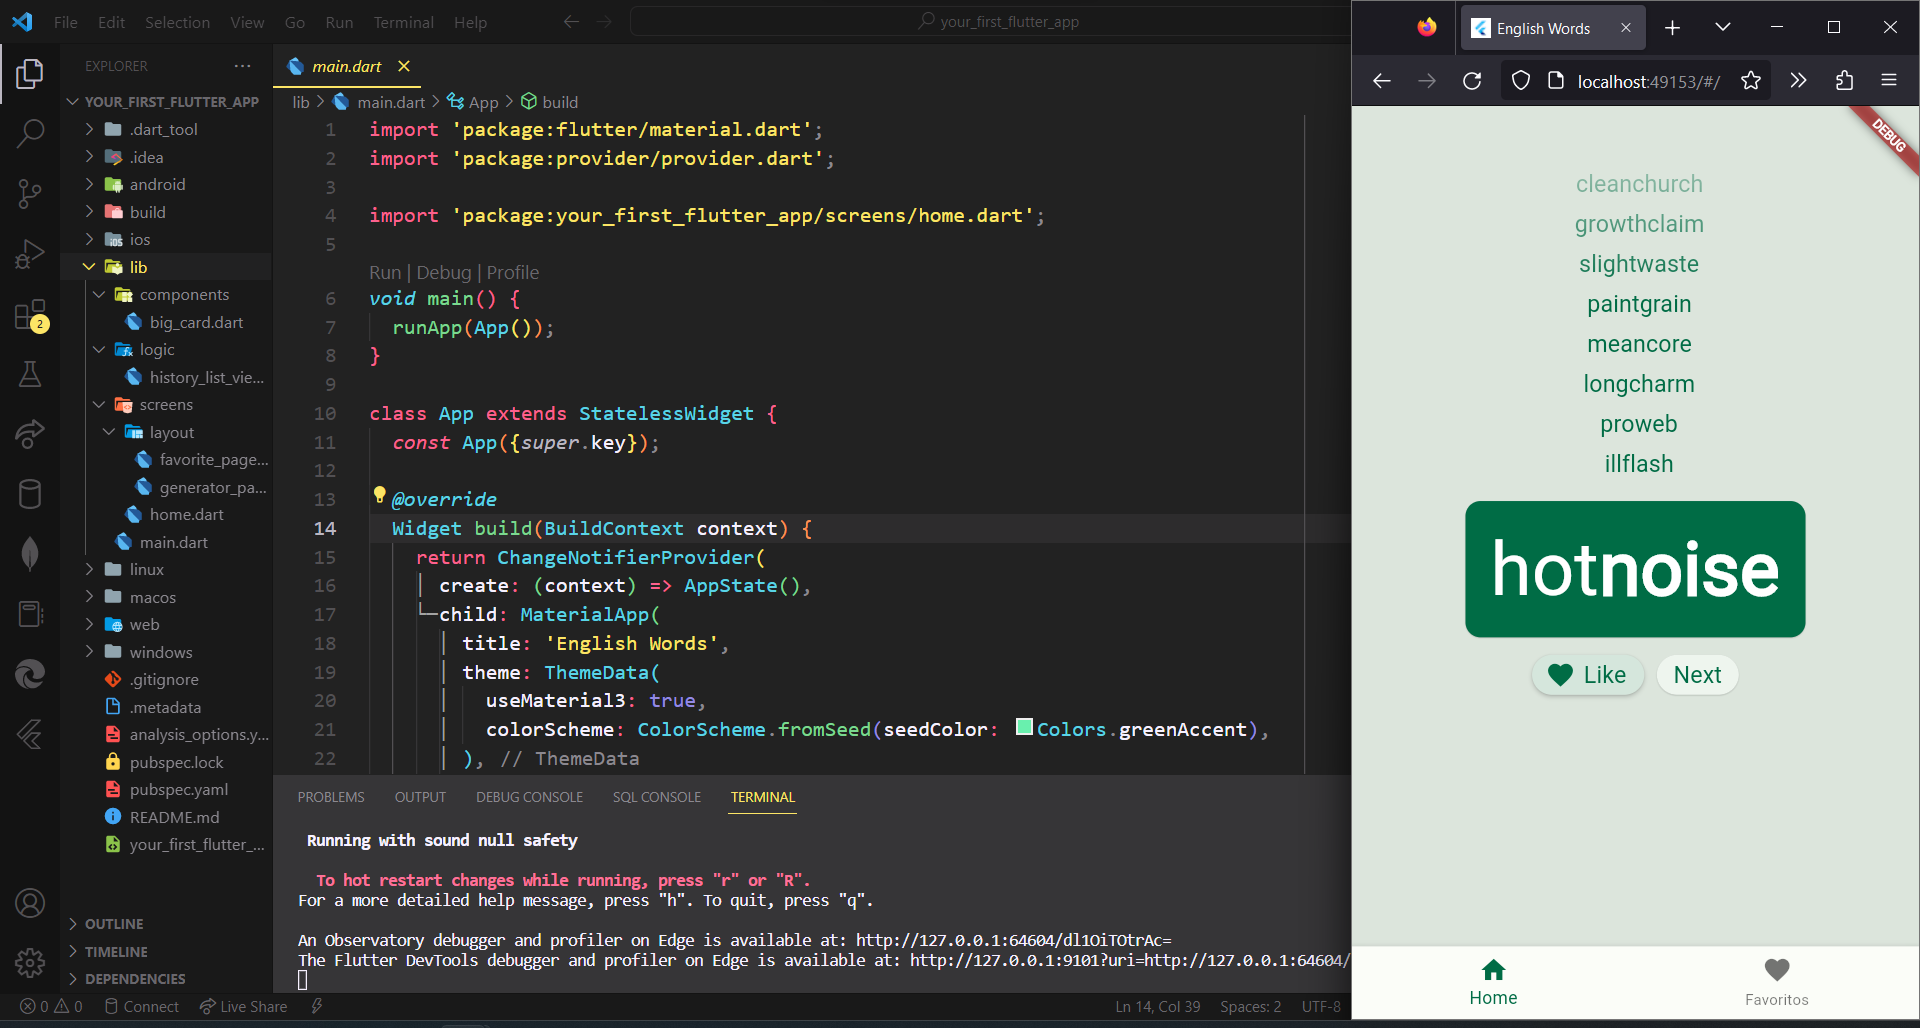 File Edit Selection View Go Run Terminal Help
your_first_flutter_app
EXPLORER
YOUR_FIRST_FLUTTER_APP
.dart_tool
.idea
android
build
ios
lib
components
big_card.dart
logic
history_list_vie...
screens
layout
favorite_page...
generator_pa...
home.dart
main.dart
linux
macos
web
windows
.gitignore
.metadata
analysis_options.y...
pubspec.lock
pubspec.yaml
README.md
your_first_flutter_...
OUTLINE
TIMELINE
DEPENDENCIES
2
main.dart
lib > main.dart > App > build
1 import 'package:flutter/material.dart';
2 import 'package:provider/provider.dart';
3
4 import 'package:your_first_flutter_app/screens/home.dart';
5
Run | Debug | Profile
6 void main() {
7 runApp(App());
8 }
9
10 class App extends StatelessWidget {
11 const App({super.key});
12
13 @override
14 Widget build(BuildContext context) {
15 return ChangeNotifierProvider(
16 create: (context) => AppState(),
17 child: MaterialApp(
18 title: 'English Words',
19 theme: ThemeData(
20 useMaterial3: true,
21 colorScheme: ColorScheme.fromSeed(seedColor: Colors.greenAccent),
22 ), // ThemeData
PROBLEMS OUTPUT DEBUG CONSOLE SQL CONSOLE TERMINAL
Running with sound null safety
To hot restart changes while running, press "r" or "R".
For a more detailed help message, press "h". To quit, press "q".
An Observatory debugger and profiler on Edge is available at: http://127.0.0.1:64604/dl1OiTOtrAc=
The Flutter DevTools debugger and profiler on Edge is available at: http://127.0.0.1:9101?uri=http://127.0.0.1:64604/
0 0 Connect Live Share
Ln 14, Col 39 Spaces: 2 UTF-8
English Words
localhost:49153/#/
DEBUG
cleanchurch
growthclaim
slightwaste
paintgrain
meancore
longcharm
proweb
illflash
hotnoise
Like Next
Home Favoritos